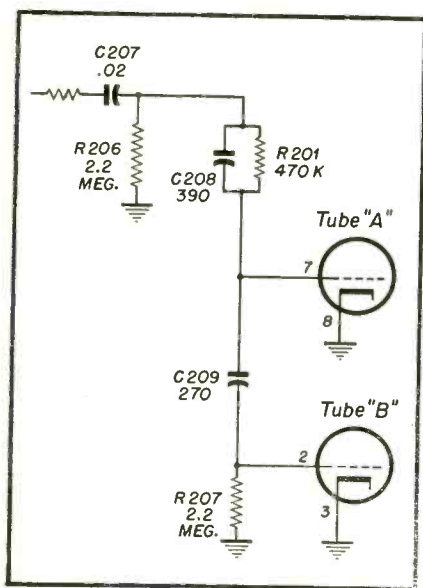 C207
.02
R206
2.2
MEG.
C208
390
R201
470 K
Tube "A"
7
8
C209
270
Tube "B"
2
3
R207
2.2
MEG.